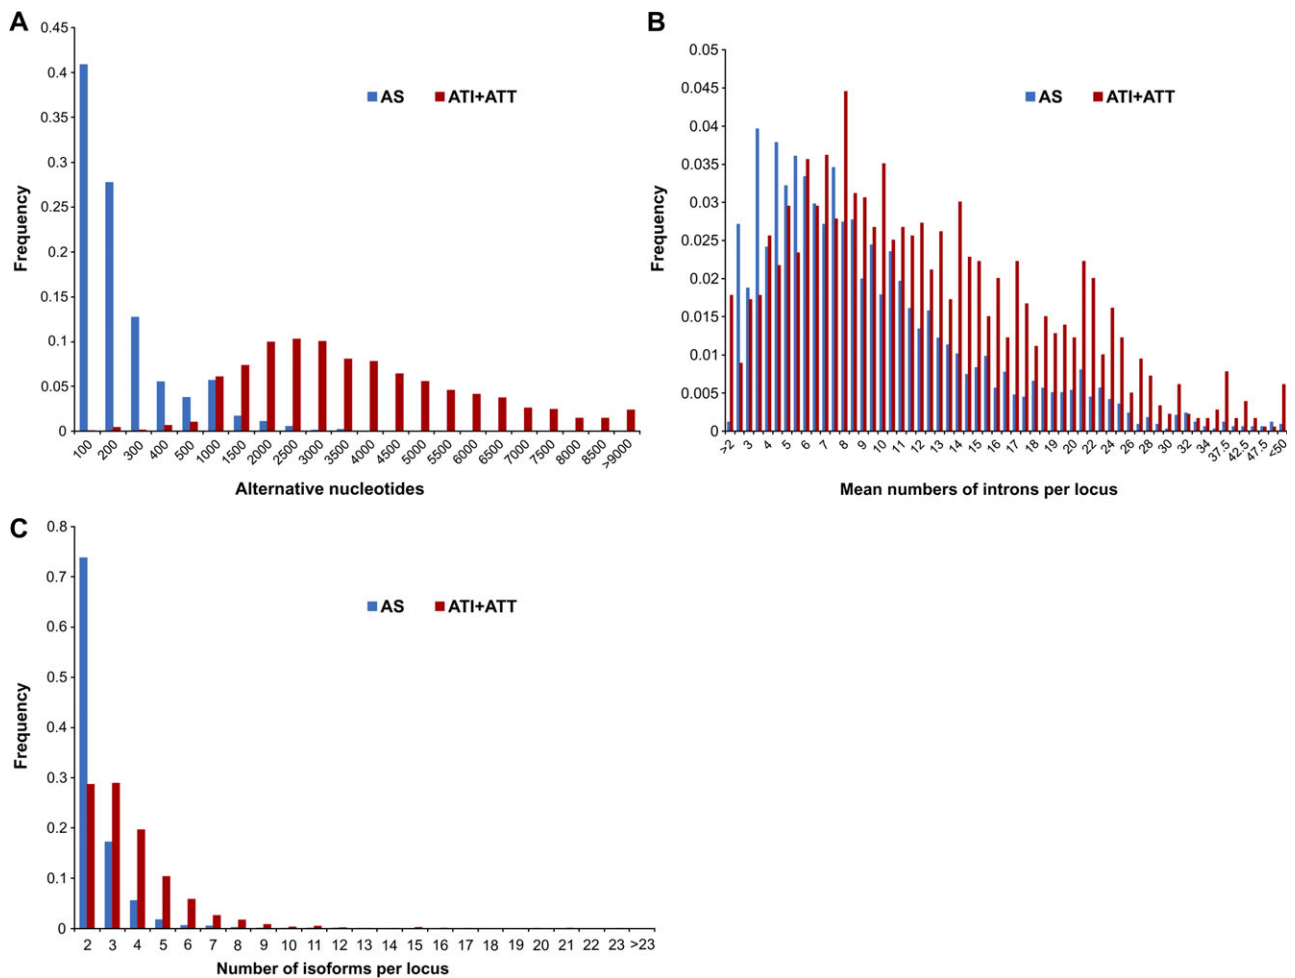 A
0.45
0.4
0.35
0.3
0.25
0.2
0.15
0.1
0.05
0
Frequency
AS ATI+ATT
100 200 300 400 500 1000 1500 2000 2500 3000 3500 4000 4500 5000 5500 6000 6500 7000 7500 8000 8500 >9000
Alternative nucleotides
B
0.05
0.045
0.04
0.035
0.03
0.025
0.02
0.015
0.01
0.005
0
Frequency
AS ATI+ATT
>2 3 4 5 6 7 8 9 10 11 12 13 14 15 16 17 18 19 20 22 24 26 28 30 32 34 37.5 42.5 47.5 <50
Mean numbers of introns per locus
C
0.8
0.7
0.6
0.5
0.4
0.3
0.2
0.1
0
Frequency
AS ATI+ATT
2 3 4 5 6 7 8 9 10 11 12 13 14 15 16 17 18 19 20 21 22 23 >23
Number of isoforms per locus